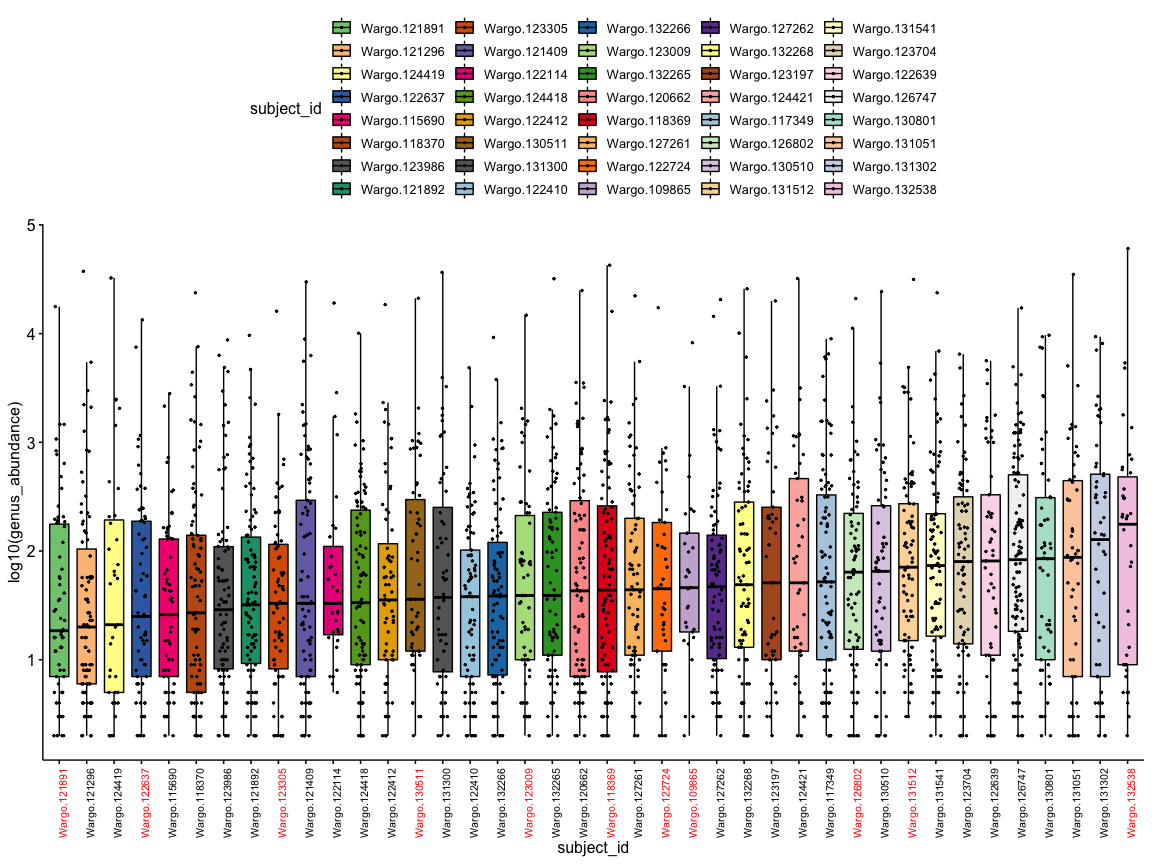 Wargo.121891 Wargo.123305 Wargo.132266 Wargo.127262 Wargo.131541
Wargo.121296 Wargo.121409 Wargo.123009 Wargo.132268 Wargo.123704
Wargo.124419 Wargo.122114 Wargo.132265 Wargo.123197 Wargo.122639
Wargo.122637 Wargo.124418 Wargo.120662 Wargo.124421 Wargo.126747
subject_id
Wargo.115690 Wargo.122412 Wargo.118369 Wargo.117349 Wargo.130801
Wargo.118370 Wargo.130511 Wargo.127261 Wargo.126802 Wargo.131051
Wargo.123986 Wargo.131300 Wargo.122724 Wargo.130510 Wargo.131302
Wargo.121892 Wargo.122410 Wargo.109865 Wargo.131512 Wargo.132538
5
4
3
2
1
log10(genus_abundance)
Wargo.121891
Wargo.121296
Wargo.124419
Wargo.122637
Wargo.115690
Wargo.118370
Wargo.123986
Wargo.121892
Wargo.123305
Wargo.121409
Wargo.122114
Wargo.124418
Wargo.122412
Wargo.130511
Wargo.131300
Wargo.122410
Wargo.132266
Wargo.123009
Wargo.132265
Wargo.120662
Wargo.118369
Wargo.127261
Wargo.122724
Wargo.109865
Wargo.127262
Wargo.132268
Wargo.123197
Wargo.124421
Wargo.117349
Wargo.126802
Wargo.130510
Wargo.131512
Wargo.131541
Wargo.123704
Wargo.122639
Wargo.126747
Wargo.130801
Wargo.131051
Wargo.131302
Wargo.132538
subject_id